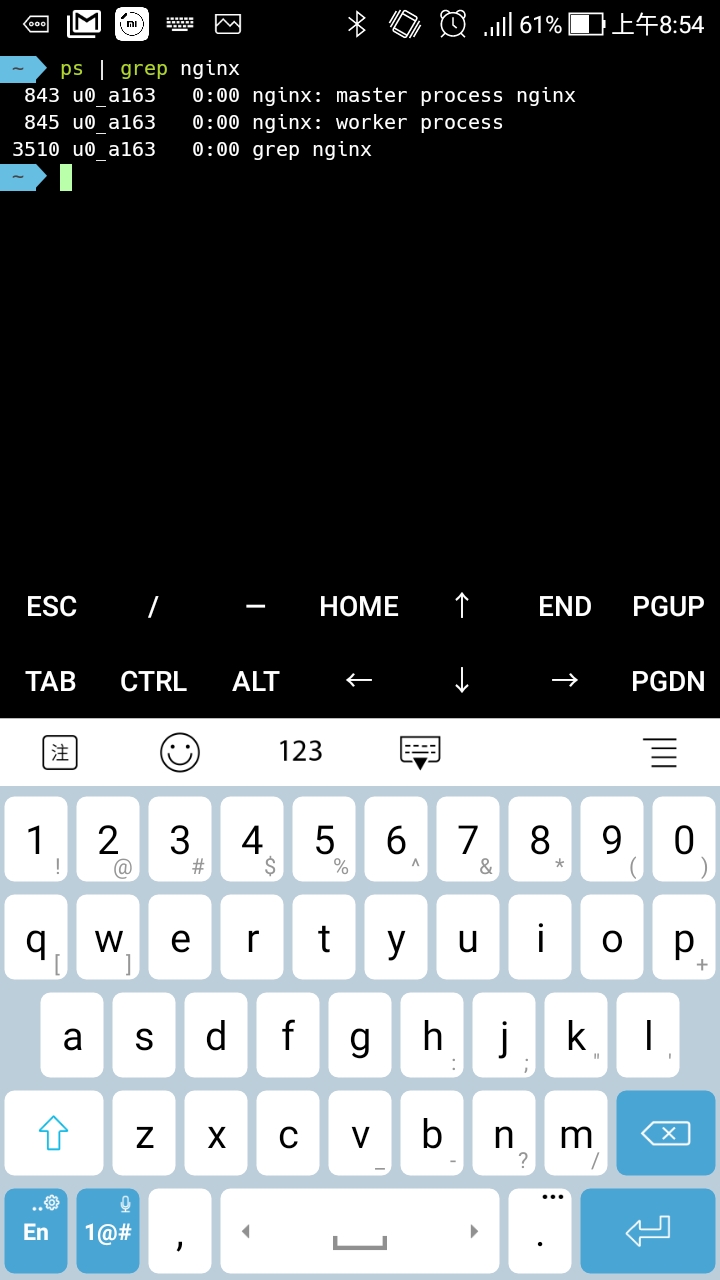 61% 上午8:54
~ ps | grep nginx
843 u0_a163 0:00 nginx: master process nginx
845 u0_a163 0:00 nginx: worker process
3510 u0_a163 0:00 grep nginx
~
ESC / — HOME ↑ END PGUP
TAB CTRL ALT ← ↓ → PGDN
注 123
1 ! 2 @ 3 # 4 $ 5 % 6 ^ 7 & 8 * 9 ( 0 )
q [ w ] e r t y u i o p +
a s d f g h : j ; k " l '
z x c v _ b - n ? m /
En 1@# , . •••